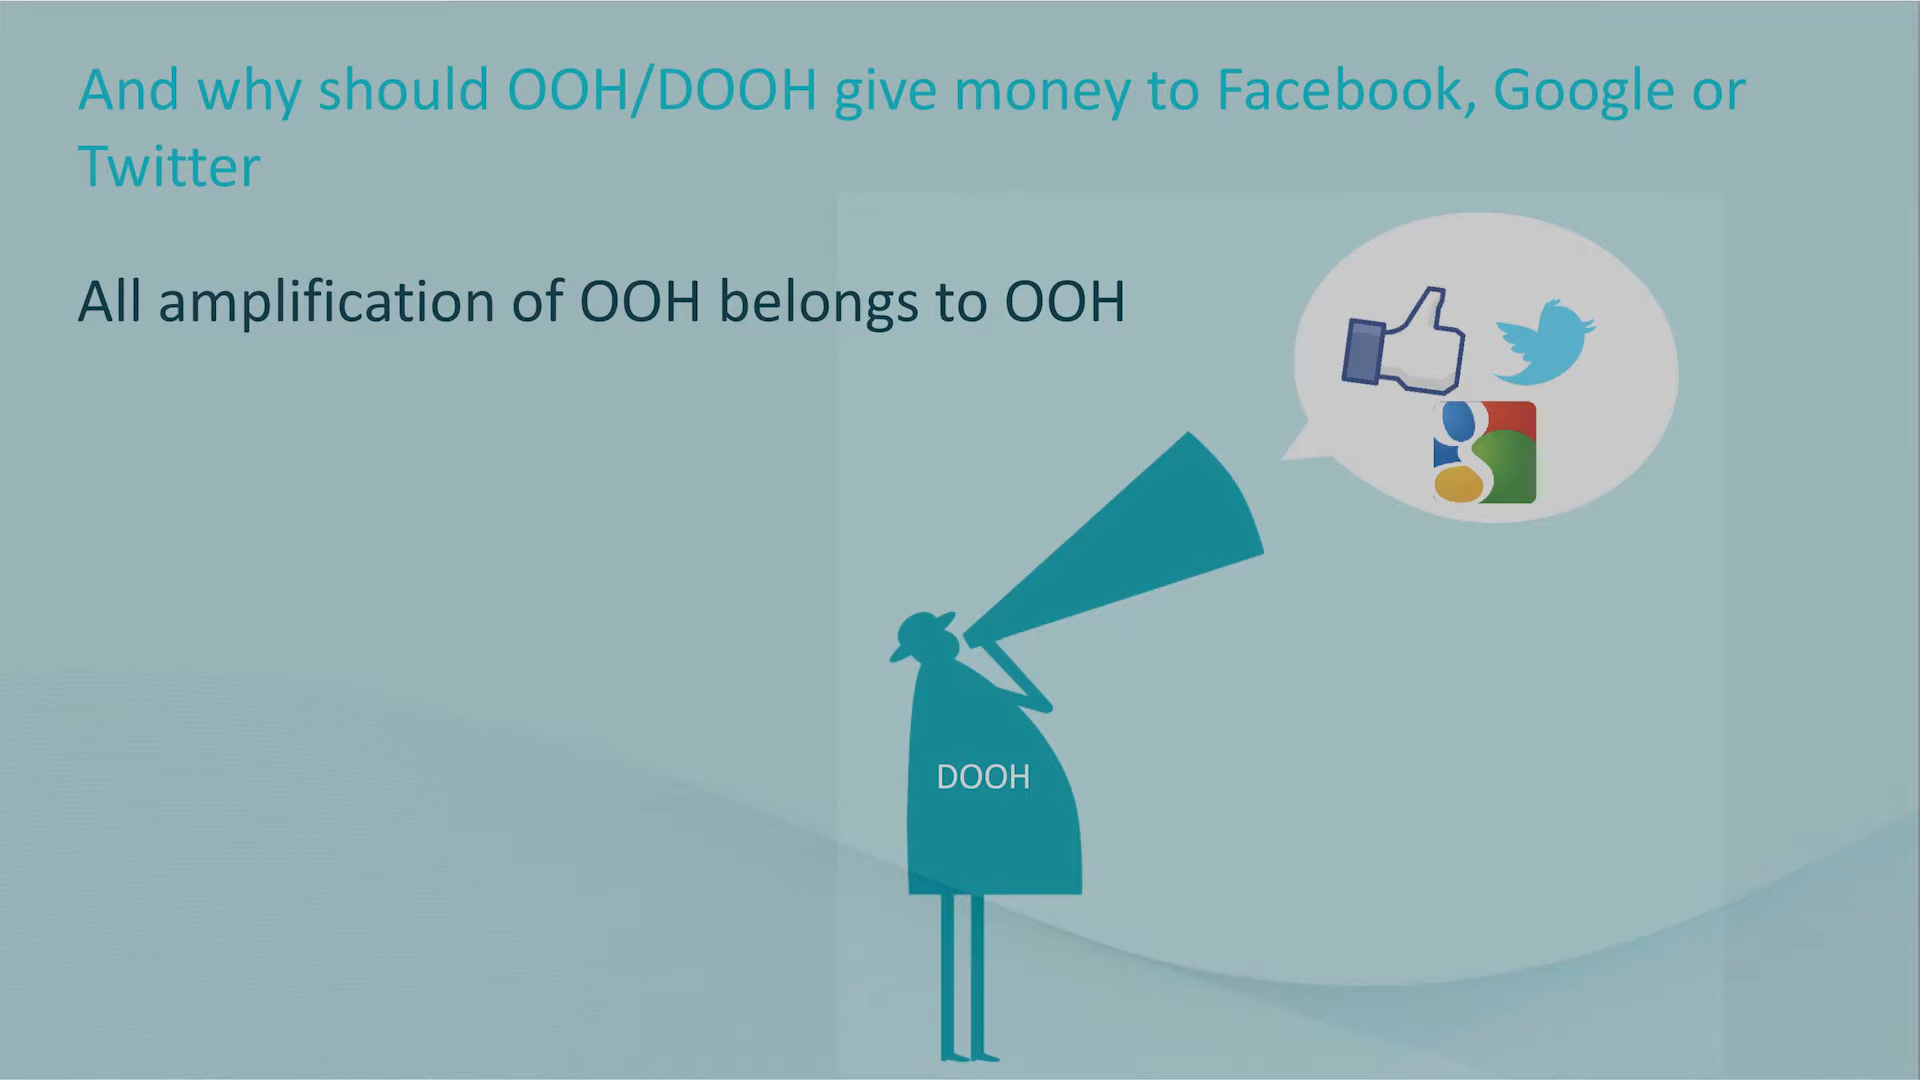 And why should OOH/DOOH give money to Facebook, Google or
Twitter
All amplification of OOH belongs to OOH
DOOH